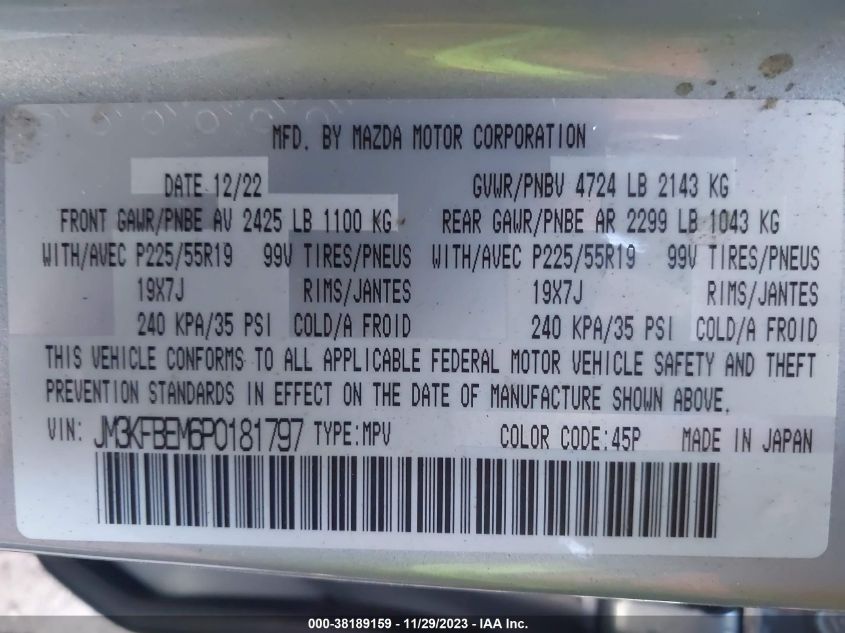 MFD. BY MAZDA MOTOR CORPORATION
DATE 12/22 GVWR/PNBV 4724 LB 2143 KG
FRONT GAWR/PNBE AV 2425 LB 1100 KG REAR GAWR/PNBE AR 2299 LB 1043 KG
WITH/AVEC P225/55R19 99V TIRES/PNEUS WITH/AVEC P225/55R19 99V TIRES/PNEUS
19X7J RIMS/JANTES 19X7J RIMS/JANTES
240 KPA/35 PSI COLD/A FROID 240 KPA/35 PSI COLD/A FROID
THIS VEHICLE CONFORMS TO ALL APPLICABLE FEDERAL MOTOR VEHICLE SAFETY AND THEFT
PREVENTION STANDARDS IN EFFECT ON THE DATE OF MANUFACTURE SHOWN ABOVE.
VIN: JM3KFBEM6P0181797 TYPE:MPV COLOR CODE:45P MADE IN JAPAN
000-38189159 - 11/29/2023 - IAA Inc.